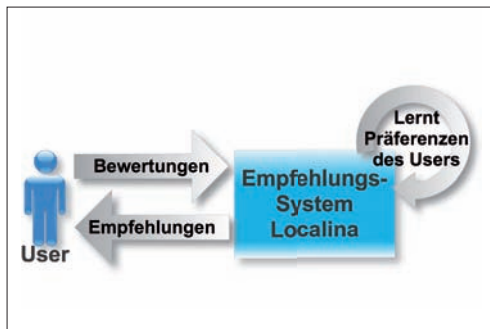 Lernt
Präferenzen
des Users
Bewertungen
Empfehlungs-
System
Localina
Empfehlungen
User